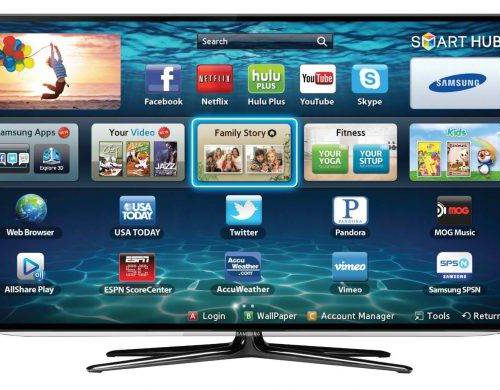 Search
SMART HUB
SAMSUNG
f
NETFLIX
hulu PLUS
YouTube
S
Facebook
Netflix
Hulu Plus
YouTube
Skype
amsung Apps
Your Video
Family Story
Fitness
Kids
Explore 3D
JAZZ
YOUR YOGA
YOUR SITUP
Web Browser
USA TODAY
USA TODAY
Twitter
P
PANDORA
Pandora
MOG
MOG Music
AllShare Play
ESPN
ESPN ScoreCenter
Accu Weather.com
AccuWeather
vimeo
Vimeo
SPSN
SAMSUNG
Samsung SPSN
A Login
B WallPaper
C Account Manager
Tools
Return
SAMSUNG